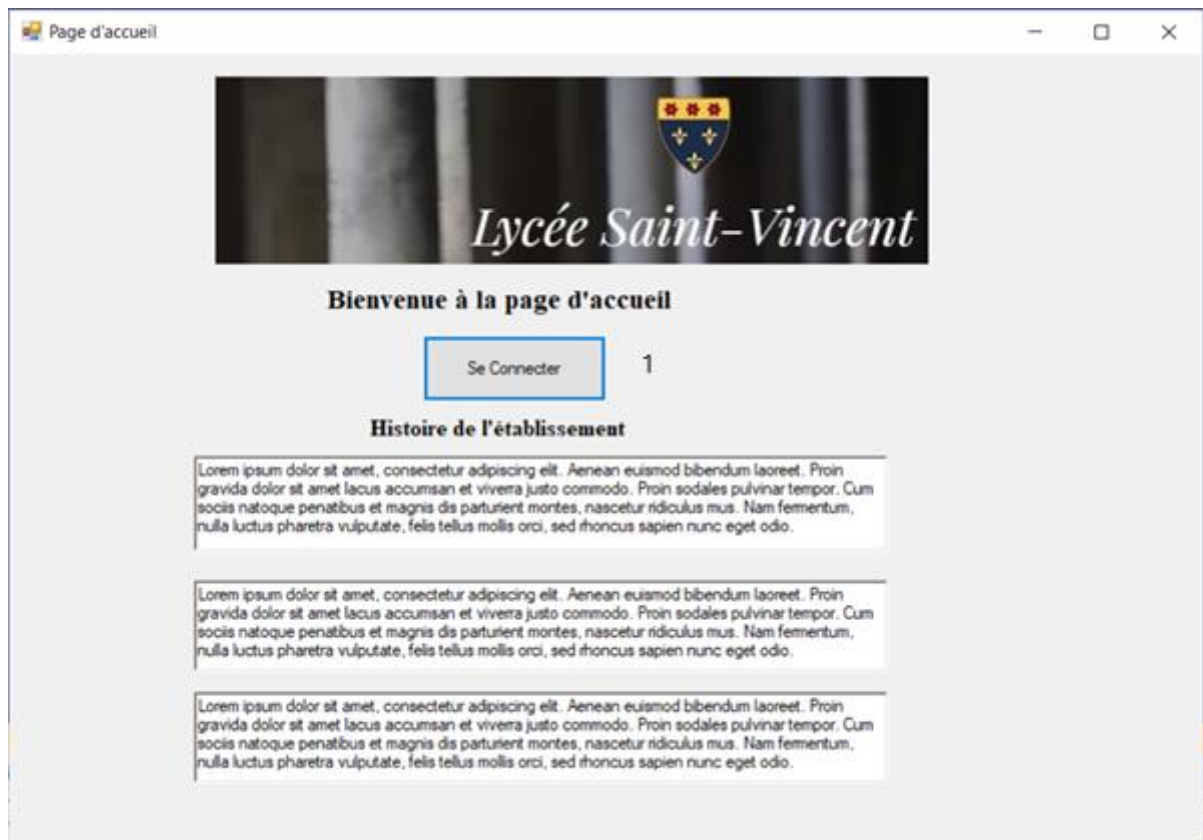 Page d'accueil
Lycée Saint-Vincent
Bienvenue à la page d'accueil
Se Connecter
1
Histoire de l'établissement
Lorem ipsum dolor sit amet, consectetur adipiscing elit. Aenean euismod bibendum laoreet. Proin
gravida dolor sit amet lacus accumsan et viverra justo commodo. Proin sodales pulvinar tempor. Cum
sociis natoque penatibus et magnis dis parturient montes, nascetur ridiculus mus. Nam fermentum,
nulla luctus pharetra vulputate, felis tellus mollis orci, sed rhoncus sapien nunc eget odio.
Lorem ipsum dolor sit amet, consectetur adipiscing elit. Aenean euismod bibendum laoreet. Proin
gravida dolor sit amet lacus accumsan et viverra justo commodo. Proin sodales pulvinar tempor. Cum
sociis natoque penatibus et magnis dis parturient montes, nascetur ridiculus mus. Nam fermentum,
nulla luctus pharetra vulputate, felis tellus mollis orci, sed rhoncus sapien nunc eget odio.
Lorem ipsum dolor sit amet, consectetur adipiscing elit. Aenean euismod bibendum laoreet. Proin
gravida dolor sit amet lacus accumsan et viverra justo commodo. Proin sodales pulvinar tempor. Cum
sociis natoque penatibus et magnis dis parturient montes, nascetur ridiculus mus. Nam fermentum,
nulla luctus pharetra vulputate, felis tellus mollis orci, sed rhoncus sapien nunc eget odio.